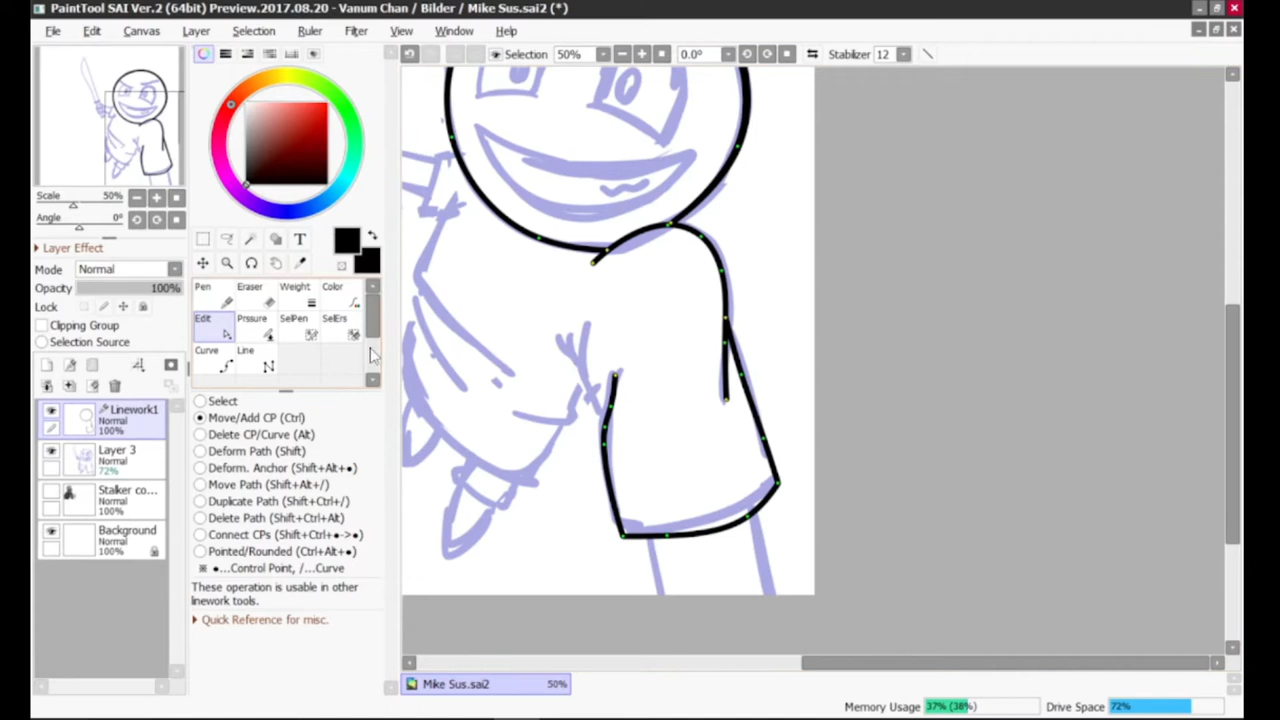 PaintTool SAI Ver.2 (64bit) Preview.2017.08.20 - Vanum Chan / Bilder / Mike Sus.sai2 (*)
File Edit Canvas Layer Selection Ruler Filter View Window Help
Selection 50% 0.0° Stabilizer 12
Scale 50%
Angle 0°
Layer Effect
Mode Normal
Opacity 100%
Lock
Clipping Group
Selection Source
Linework1
Normal
100%
Layer 3
Normal
72%
Stalker co...
Normal
100%
Background
Normal
100%
T
Pen Eraser Weight Color
Edit Prssure SelPen SelErs
Curve Line
Select
Move/Add CP (Ctrl)
Delete CP/Curve (Alt)
Deform Path (Shift)
Deform. Anchor (Shift+Alt+●)
Move Path (Shift+Alt+/)
Duplicate Path (Shift+Ctrl+/)
Delete Path (Shift+Ctrl+Alt)
Connect CPs (Shift+Ctrl+●->●)
Pointed/Rounded (Ctrl+Alt+●)
※ ●...Control Point, /...Curve
These operation is usable in other
linework tools.
Quick Reference for misc.
Mike Sus.sai2 50%
Memory Usage 37% (38%) Drive Space 72%